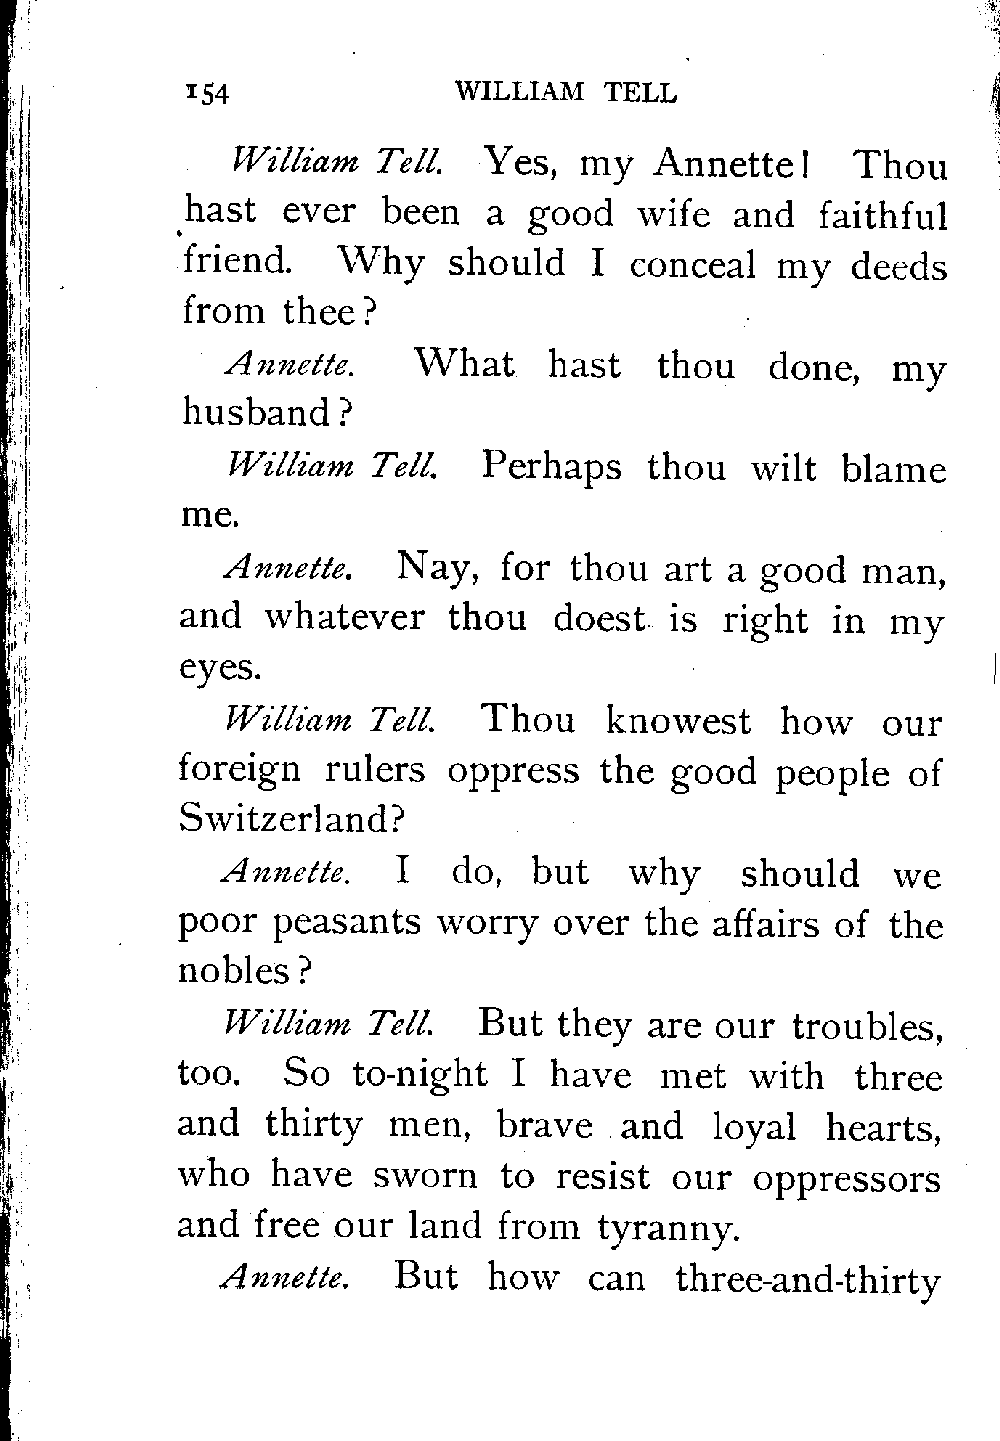 154 WILLIAM TELL
William Tell. Yes, my Annette! Thou
hast ever been a good wife and faithful
friend. Why should I conceal my deeds
from thee?
Annette. What hast thou done, my
husband?
William Tell. Perhaps thou wilt blame
me.
Annette. Nay, for thou art a good man,
and whatever thou doest is right in my
eyes.
William Tell. Thou knowest how our
foreign rulers oppress the good people of
Switzerland?
Annette. I do, but why should we
poor peasants worry over the affairs of the
nobles?
William Tell. But they are our troubles,
too. So to-night I have met with three
and thirty men, brave and loyal hearts,
who have sworn to resist our oppressors
and free our land from tyranny.
Annette. But how can three-and-thirty